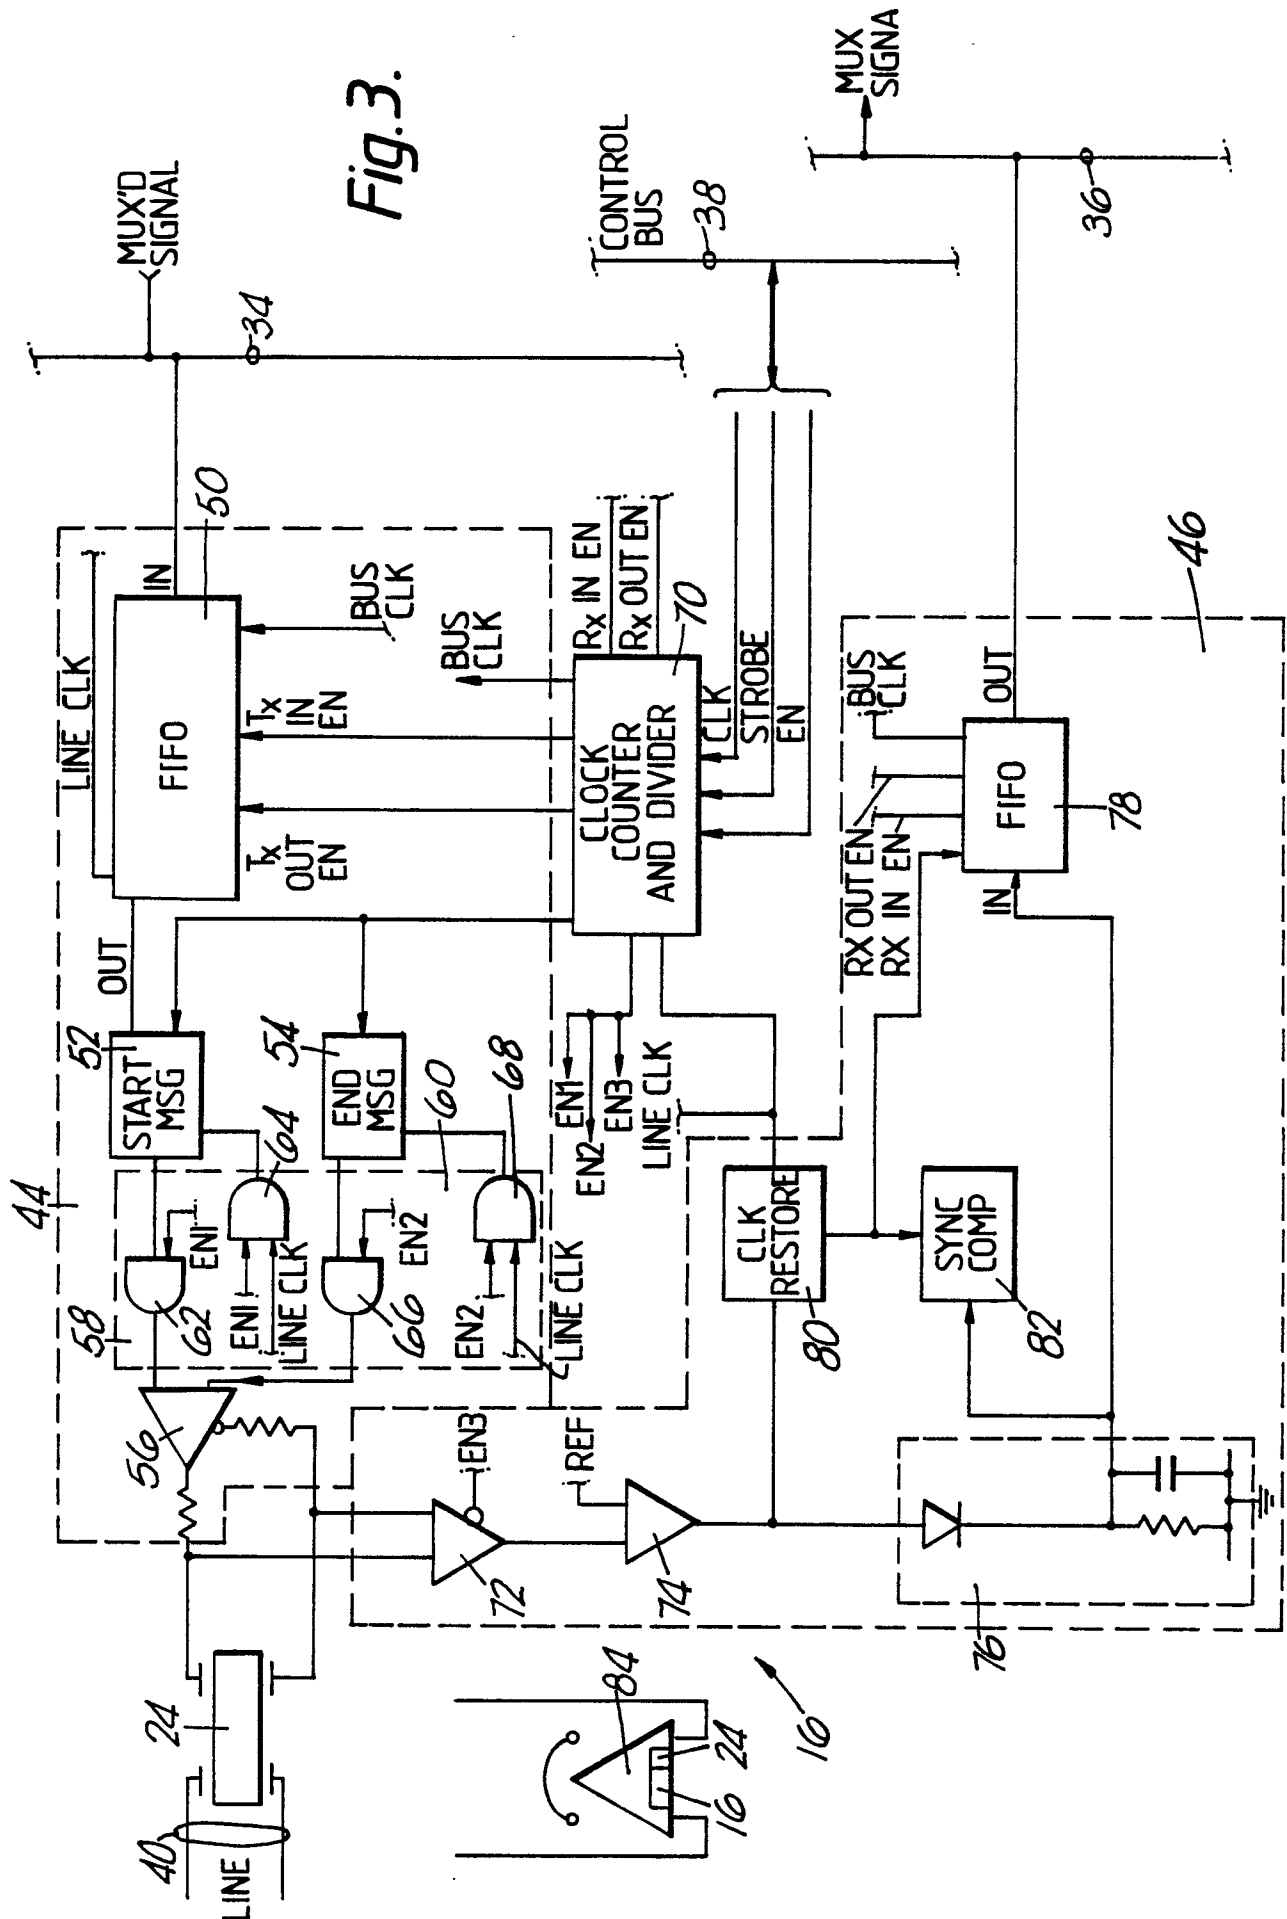 Fig.3.
MUX'D
SIGNAL
34
MUX
SIGNA
CONTROL
BUS
38
36
LINE CLK
FIFO
50
IN
OUT
BUS
CLK
Tx
IN
EN
Tx
OUT
EN
BUS
CLK
Rx IN EN
Rx OUT EN
70
CLOCK
COUNTER
AND DIVIDER
CLK
STROBE
EN
44
52
START
MSG
54
END
MSG
60
58
62
EN1
64
EN1
LINE CLK
66
EN2
68
EN2
LINE CLK
56
EN1
EN2
EN3
LINE CLK
46
BUS
CLK
RX OUT EN
RX IN EN
FIFO
78
OUT
IN
CLK
RESTORE
80
SYNC
COMP
82
EN3
72
REF
74
76
24
40
LINE
84
16
24
16